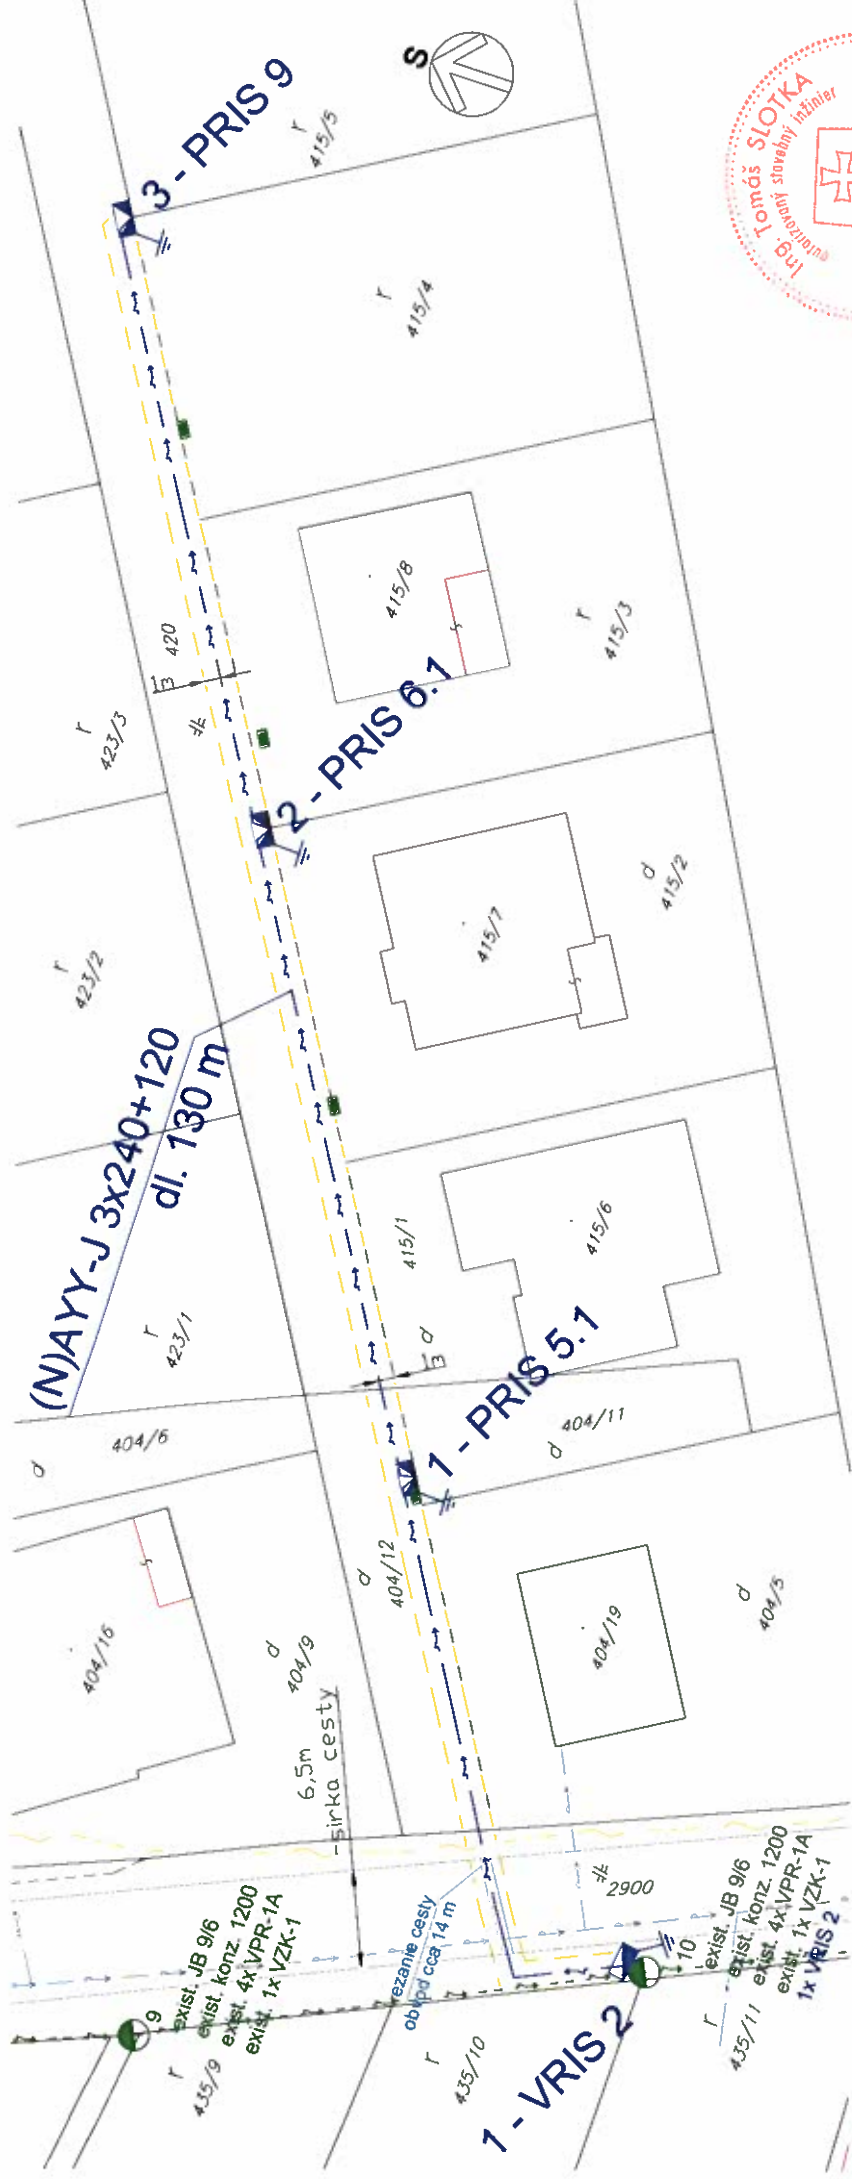 S
3 - PRIS 9
r
415/5
Ing. Tomáš SLOTKA
autorizovaný stavebný inžinier
r
415/4
415/8
r
415/3
420
1
3
r
423/3
2 - PRIS 6.1
r
423/2
415/7
d
415/2
(N)AYY-J 3x240+120
dl. 130 m
415/1
415/6
r
423/1
d
1
3
1 - PRIS 5.1
d
404/6
404/11
d
d
404/12
404/16
d
404/9
404/19
d
404/5
6,5m
-sirka cesty
2900
9
exist. JB 9/6
exist. konz. 1200
exist. 4x VPR-1A
exist. 1x VZK-1
ezanie cesty
obvod cca 14 m
10
exist. JB 9/6
exist. konz. 1200
exist. 4x VPR-1A
exist. 1x VZK-1
1x VRIS 2
r
435/9
r
435/10
r
435/11
1 - VRIS 2